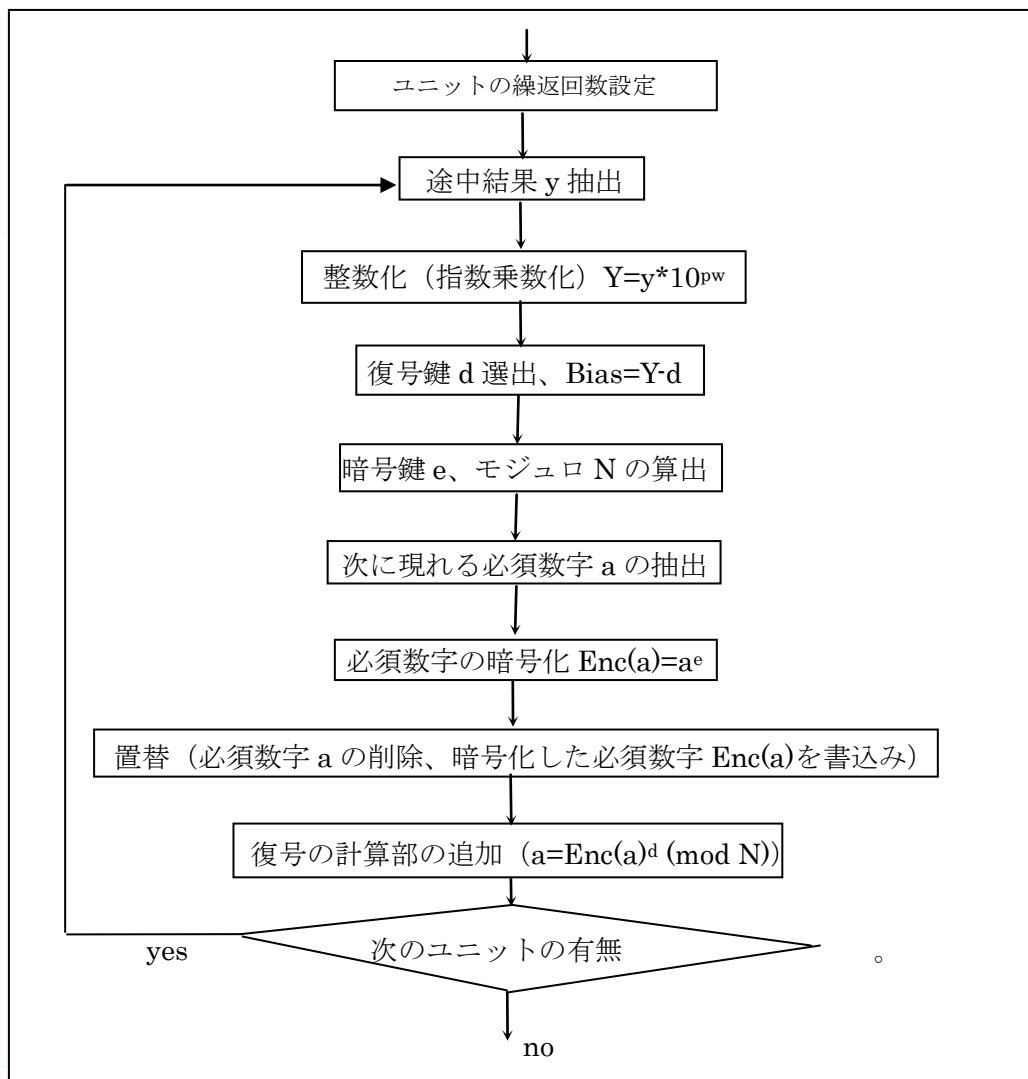 ユニットの繰返回数設定
途中結果 y 抽出
整数化（指数乗数化）Y=y*10ᵖʷ
復号鍵 d 選出、Bias=Y-d
暗号鍵 e、モジュロ N の算出
次に現れる必須数字 a の抽出
必須数字の暗号化 Enc(a)=aᵉ
置替（必須数字 a の削除、暗号化した必須数字 Enc(a)を書込み）
復号の計算部の追加（a=Enc(a)ᵈ (mod N)）
次のユニットの有無
yes
。
no